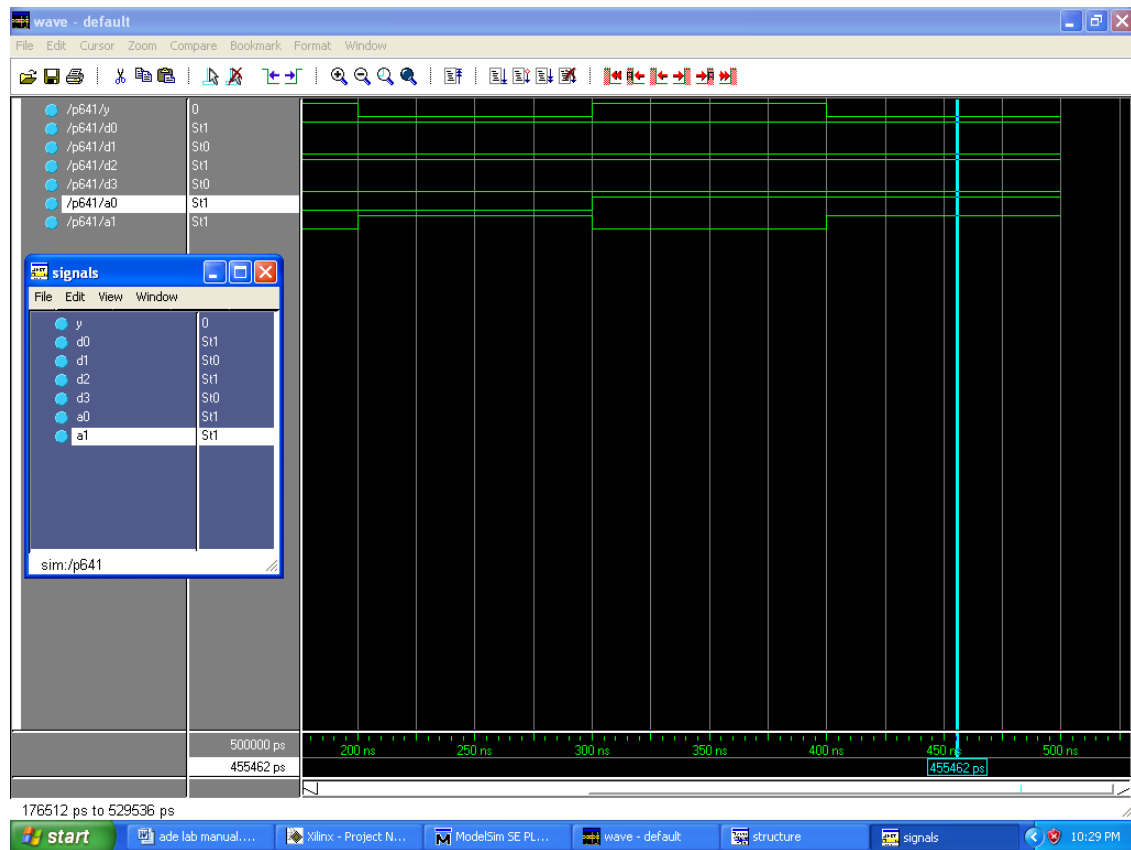 wave - default
File Edit Cursor Zoom Compare Bookmark Format Window
/p641/y 0
/p641/d0 St1
/p641/d1 St0
/p641/d2 St1
/p641/d3 St0
/p641/a0 St1
/p641/a1 St1
signals
File Edit View Window
y 0
d0 St1
d1 St0
d2 St1
d3 St0
a0 St1
a1 St1
sim:/p641
500000 ps 200 ns 250 ns 300 ns 350 ns 400 ns 450 ns 500 ns
455462 ps 455462 ps
176512 ps to 529536 ps
start ade lab manual.... Xilinx - Project N... ModelSim SE PL... wave - default structure signals 10:29 PM